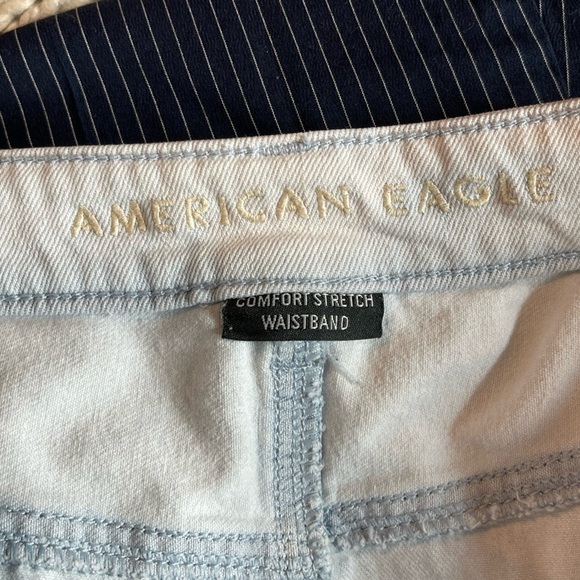 AMERICAN EAGLE
COMFORT STRETCH
WAISTBAND